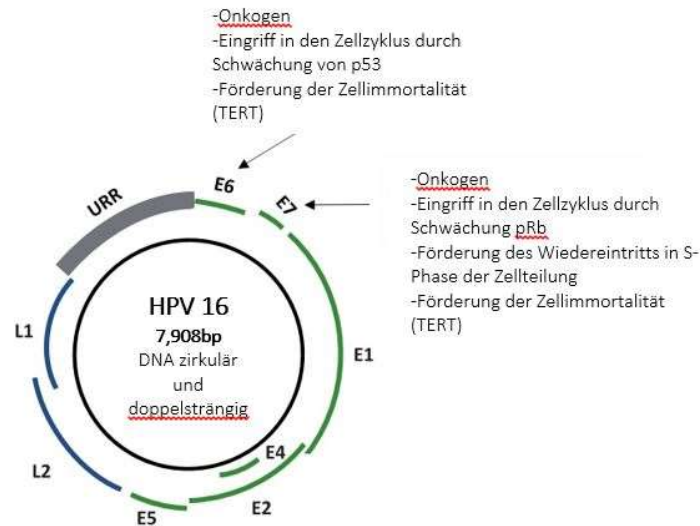 -Onkogen
-Eingriff in den Zellzyklus durch
Schwächung von p53
-Förderung der Zellimmortalität
(TERT)
E6
E7
-Onkogen
-Eingriff in den Zellzyklus durch
Schwächung pRb
-Förderung des Wiedereintritts in S-
Phase der Zellteilung
-Förderung der Zellimmortalität
(TERT)
URR
HPV 16
7,908bp
DNA zirkulär
und
doppelsträngig
L1
E1
L2
E4
E2
E5